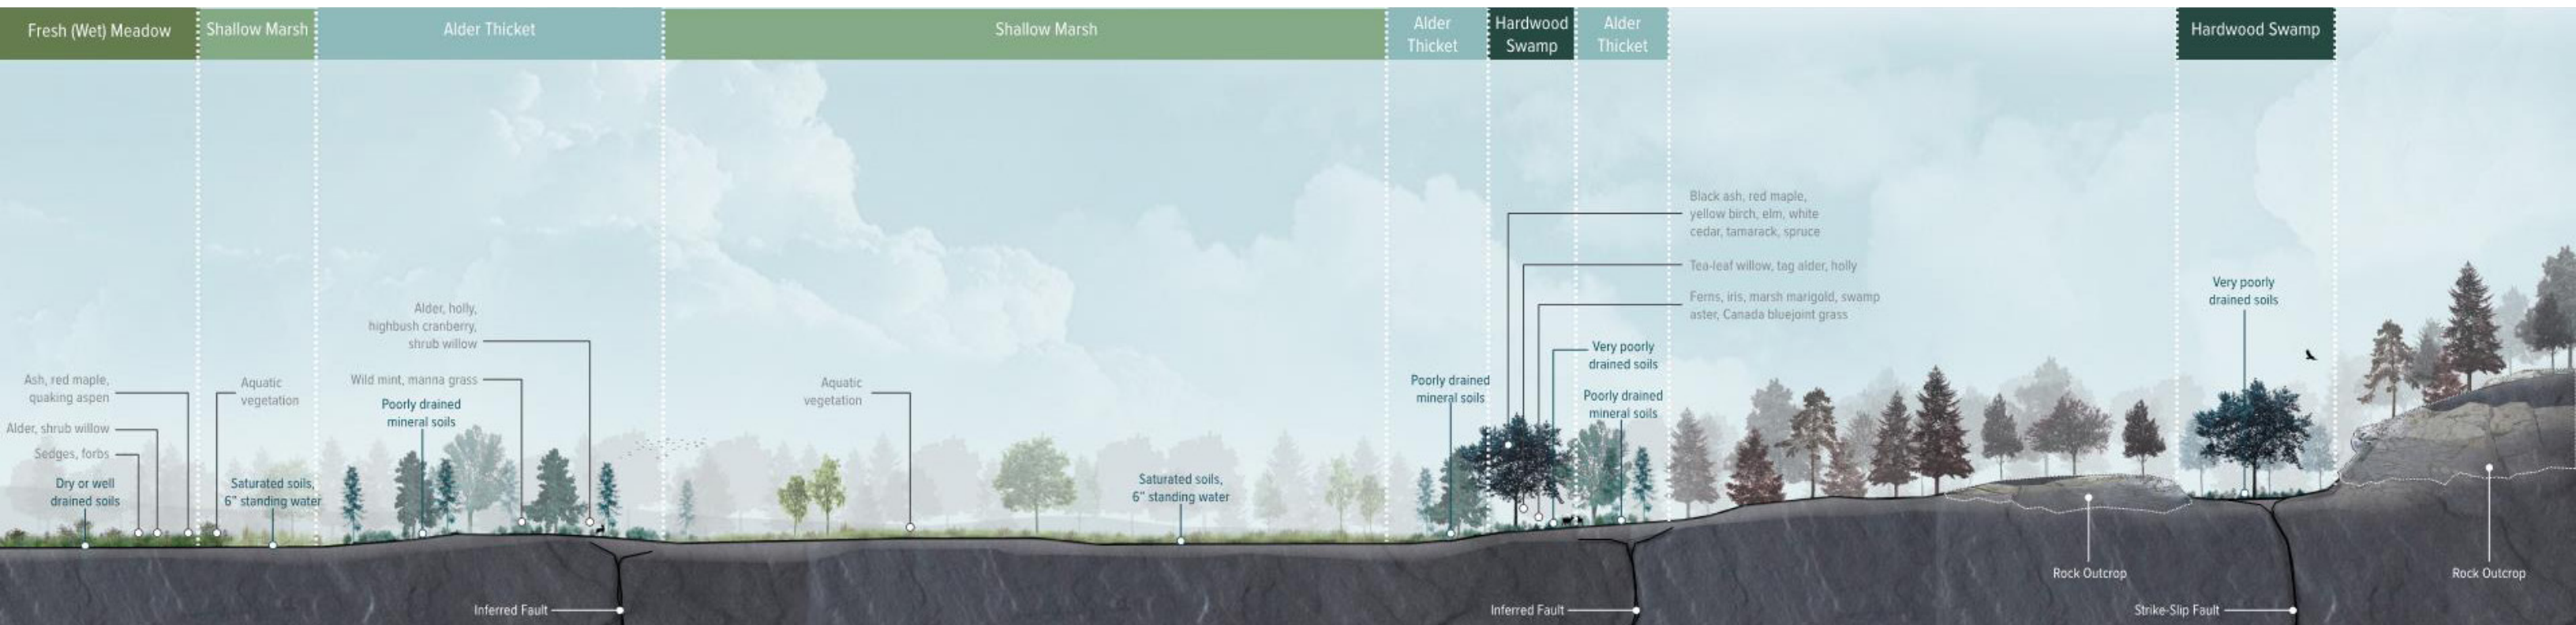 Fresh (Wet) Meadow
Shallow Marsh
Alder Thicket
Shallow Marsh
Alder
Thicket
Hardwood
Swamp
Alder
Thicket
Hardwood Swamp
Ash, red maple,
quaking aspen
Alder, shrub willow
Sedges, forbs
Dry or well
drained soils
Aquatic
vegetation
Saturated soils,
6" standing water
Alder, holly,
highbush cranberry,
shrub willow
Wild mint, manna grass
Poorly drained
mineral soils
Inferred Fault
Aquatic
vegetation
Saturated soils,
6" standing water
Poorly drained
mineral soils
Black ash, red maple,
yellow birch, elm, white
cedar, tamarack, spruce
Tea-leaf willow, tag alder, holly
Ferns, iris, marsh marigold, swamp
aster, Canada bluejoint grass
Very poorly
drained soils
Poorly drained
mineral soils
Inferred Fault
Rock Outcrop
Very poorly
drained soils
Strike-Slip Fault
Rock Outcrop